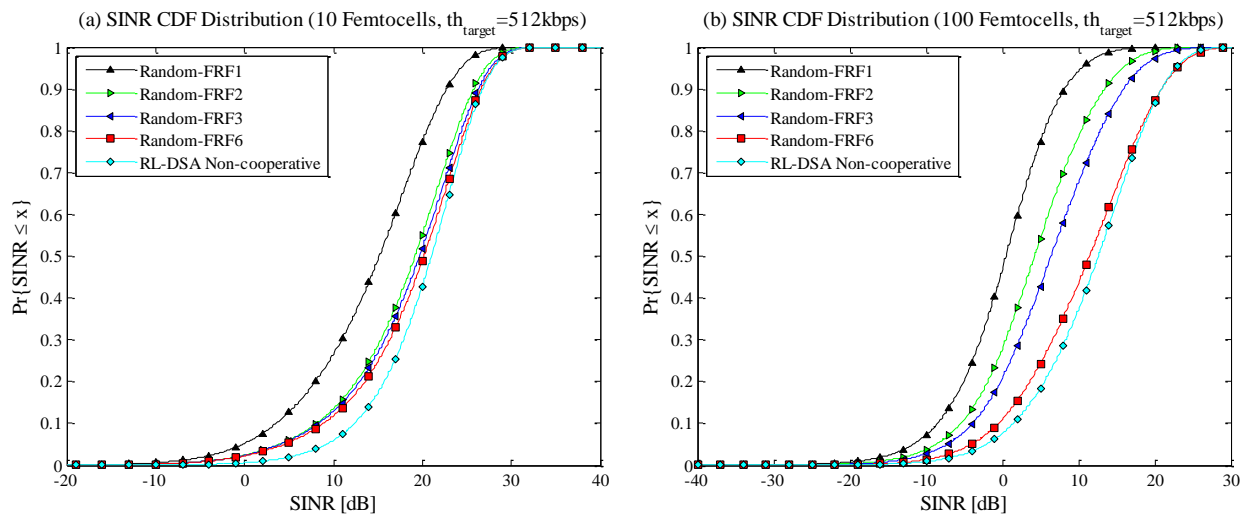 (a) SINR CDF Distribution (10 Femtocells, th_target=512kbps)
1
0.9
0.8
0.7
0.6
0.5
0.4
0.3
0.2
0.1
0
Pr{SINR ≤ x}
Random-FRF1
Random-FRF2
Random-FRF3
Random-FRF6
RL-DSA Non-cooperative
-20 -10 0 10 20 30 40
SINR [dB]
(b) SINR CDF Distribution (100 Femtocells, th_target=512kbps)
1
0.9
0.8
0.7
0.6
0.5
0.4
0.3
0.2
0.1
0
Pr{SINR ≤ x}
Random-FRF1
Random-FRF2
Random-FRF3
Random-FRF6
RL-DSA Non-cooperative
-40 -30 -20 -10 0 10 20 30
SINR [dB]